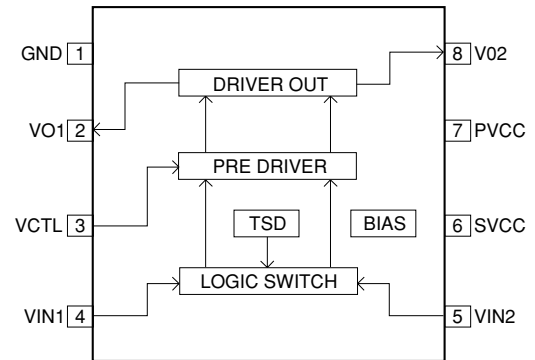 GND 1
8 V02
DRIVER OUT
VO1 2
7 PVCC
PRE DRIVER
VCTL 3
TSD
BIAS
6 SVCC
LOGIC SWITCH
VIN1 4
5 VIN2